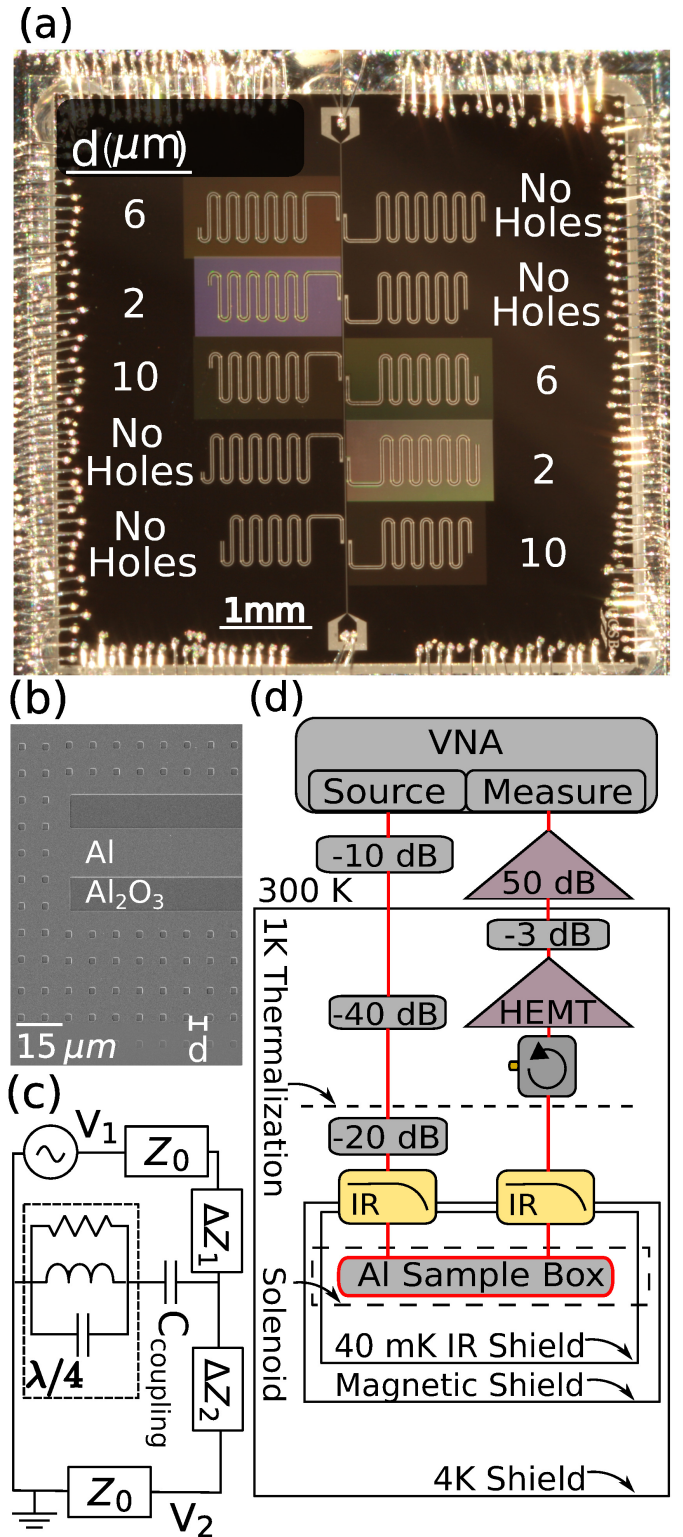 (a)
d(μm)
6
No
Holes
2
No
Holes
10
6
No
Holes
2
No
Holes
10
1mm
(b)
Al
Al₂O₃
15 μm
d
(c)
V₁
Z₀
ΔZ₁
C coupling
λ/4
ΔZ₂
Z₀
V₂
(d)
VNA
Source
Measure
-10 dB
50 dB
300 K
-3 dB
1K Thermalization
HEMT
-40 dB
-20 dB
IR
IR
Solenoid
Al Sample Box
40 mK IR Shield
Magnetic Shield
4K Shield